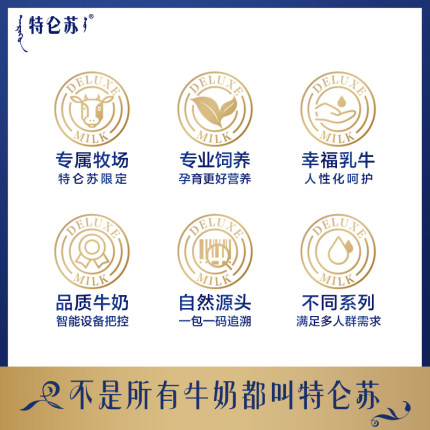 特仑苏®
DELUXE MILK
DELUXE MILK
DELUXE MILK
专属牧场
专业饲养
幸福乳牛
特仑苏限定
孕育更好营养
人性化呵护
DELUXE MILK
DELUXE MILK
DELUXE MILK
品质牛奶
自然源头
不同系列
智能设备把控
一包一码追溯
满足多人群需求
不是所有牛奶都叫特仑苏